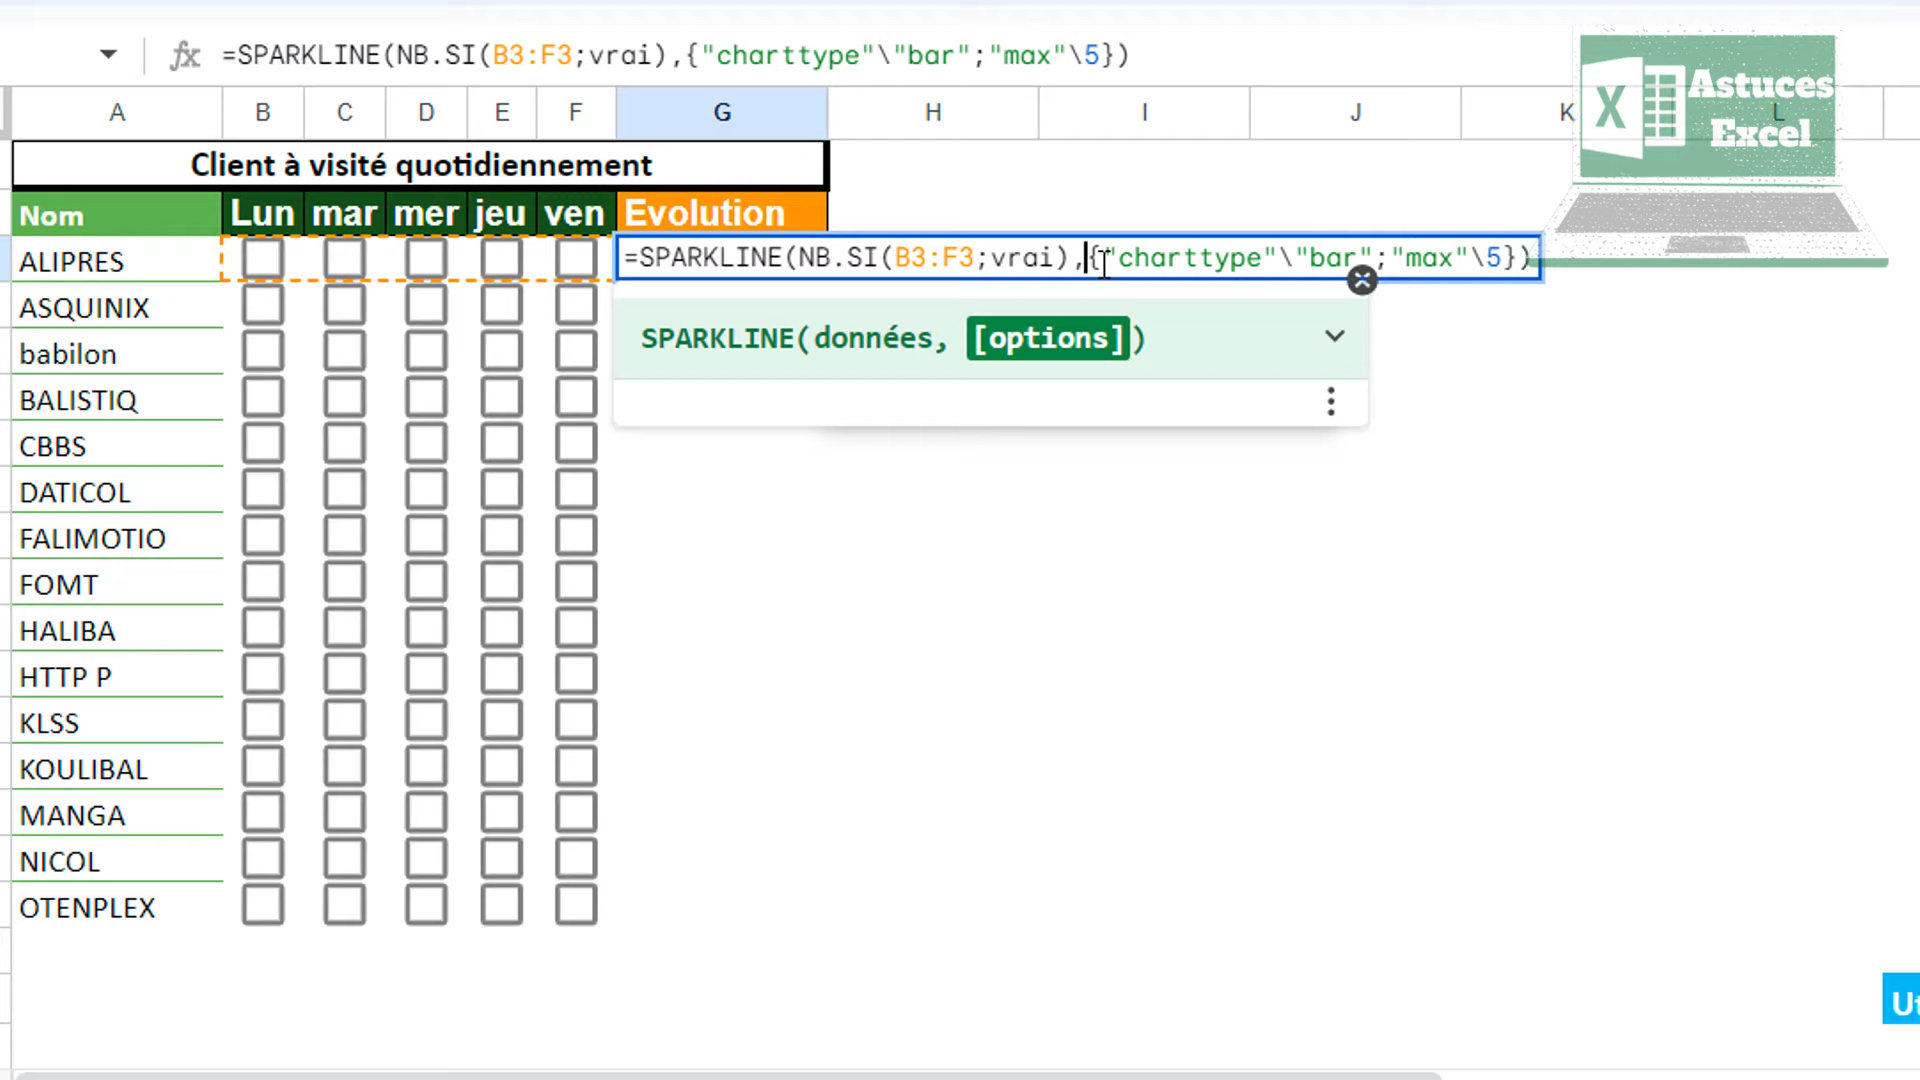 fx =SPARKLINE(NB.SI(B3:F3;vrai),{"charttype"\"bar";"max"\5})
Astuces
Excel
A B C D E F G H I J K L
Client à visité quotidiennement
Nom Lun mar mer jeu ven Evolution
ALIPRES =SPARKLINE(NB.SI(B3:F3;vrai),{"charttype"\"bar";"max"\5})
ASQUINIX
SPARKLINE(données, [options])
babilon
BALISTIQ
CBBS
DATICOL
FALIMOTIO
FOMT
HALIBA
HTTP P
KLSS
KOULIBAL
MANGA
NICOL
OTENPLEX